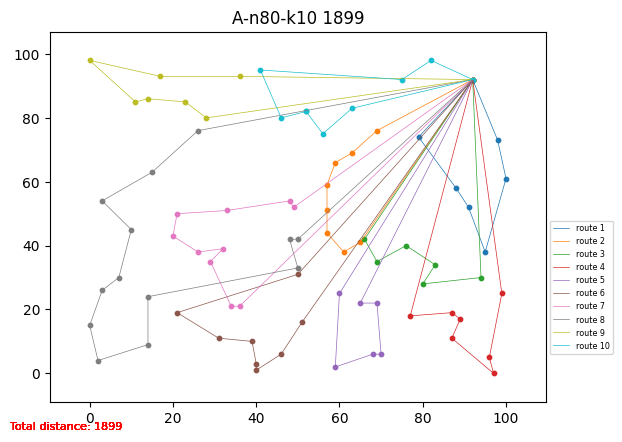 A-n80-k10 1899
100
80
60
40
20
0
0
20
40
60
80
100
route 1
route 2
route 3
route 4
route 5
route 6
route 7
route 8
route 9
route 10
Total distance: 1899